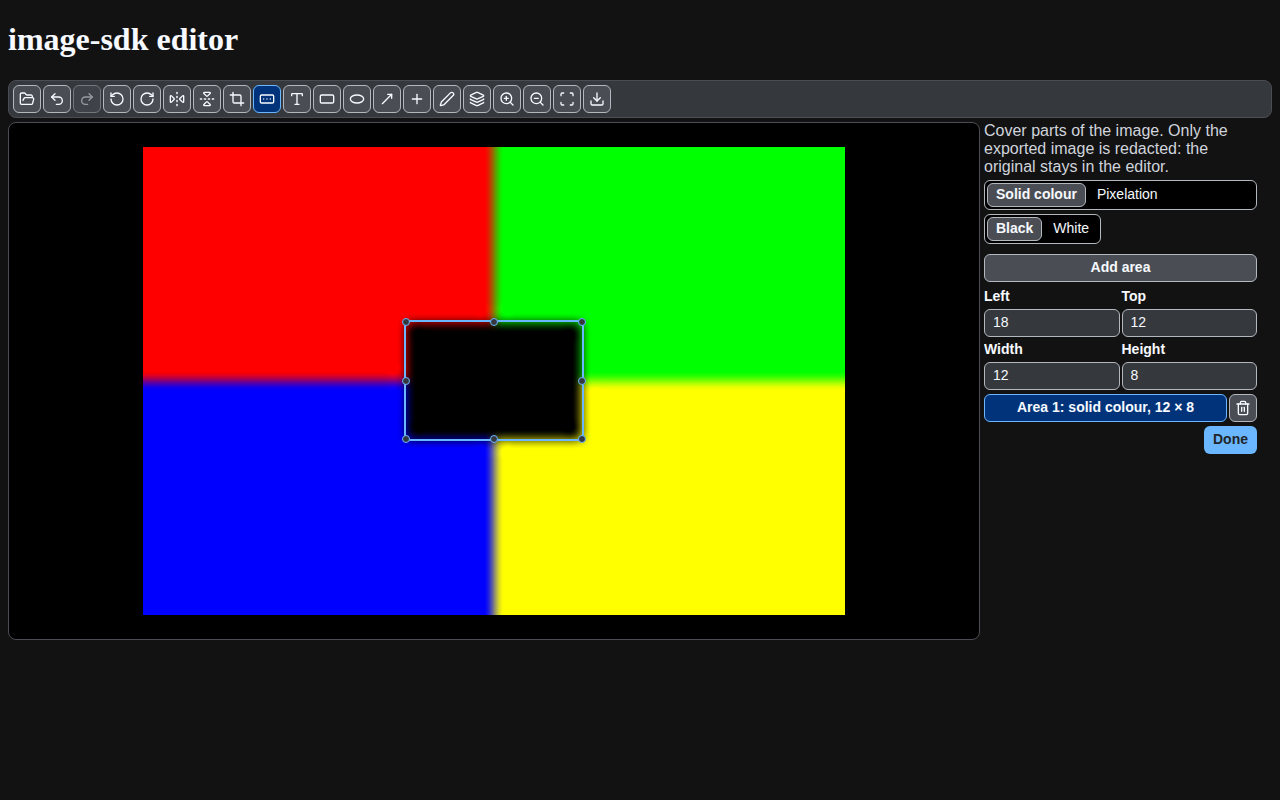 image-sdk editor
Cover parts of the image. Only the
exported image is redacted: the
original stays in the editor.
Solid colour Pixelation
Black White
Add area
Left Top
18 12
Width Height
12 8
Area 1: solid colour, 12 × 8
Done